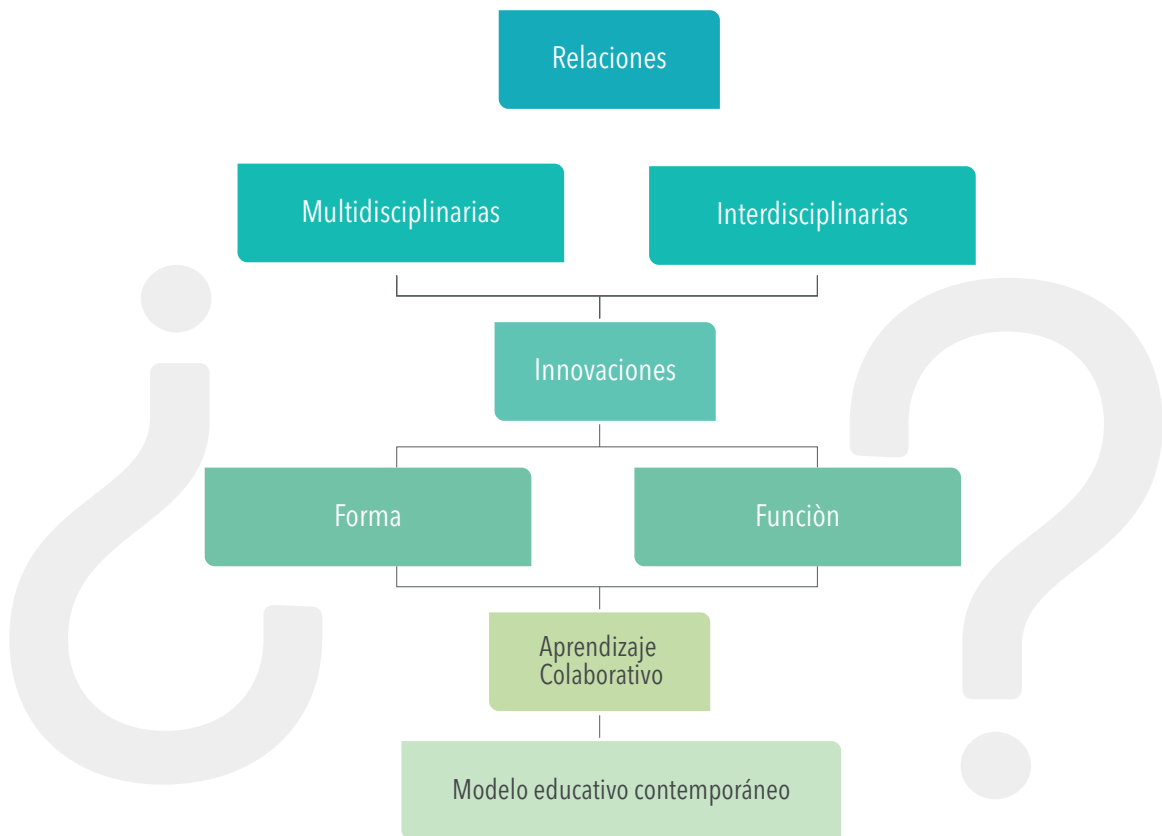 Relaciones
Multidisciplinarias
Interdisciplinarias
Innovaciones
Forma
Funciòn
Aprendizaje
Colaborativo
Modelo educativo contemporáneo
¿
?